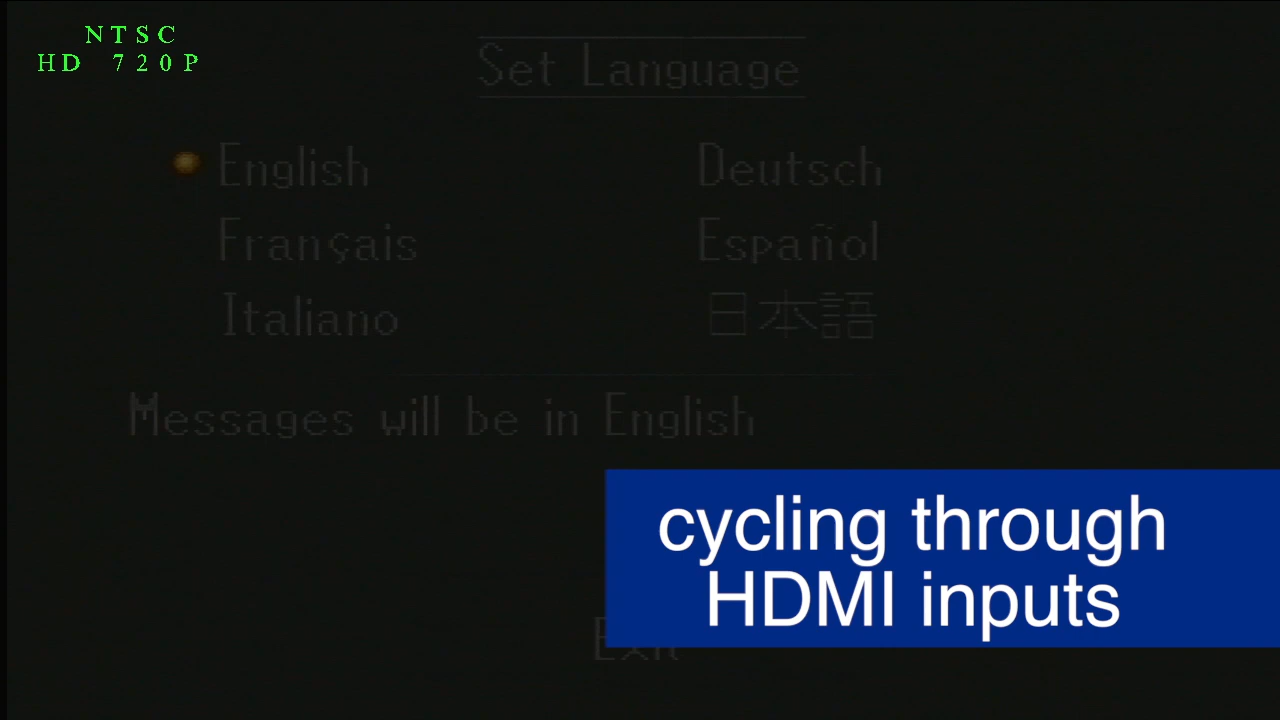 NTSC
HD 720P
Set Language
English Deutsch
Français Español
Italiano 日本語
Messages will be in English
cycling through
HDMI inputs
Exit